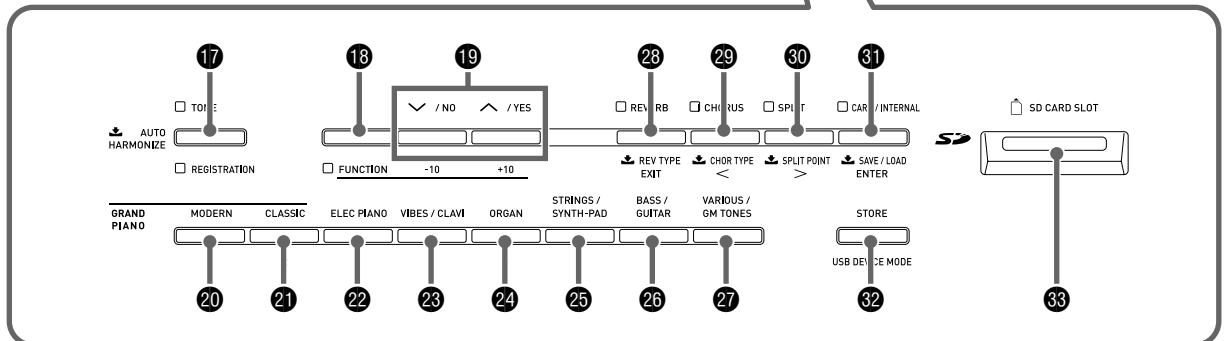 17 18 19 28 29 30 31
TONE / NO / YES REVERB CHORUS SPLIT CARD / INTERNAL SD CARD SLOT
AUTO
HARMONIZE
SD
REV TYPE CHOR TYPE SPLIT POINT SAVE / LOAD
REGISTRATION FUNCTION -10 +10 EXIT < > ENTER
GRAND
PIANO
MODERN CLASSIC ELEC PIANO VIBES / CLAVI ORGAN
STRINGS /
SYNTH-PAD
BASS /
GUITAR
VARIOUS /
GM TONES
STORE
USB DEVICE MODE
20 21 22 23 24 25 26 27 32 33